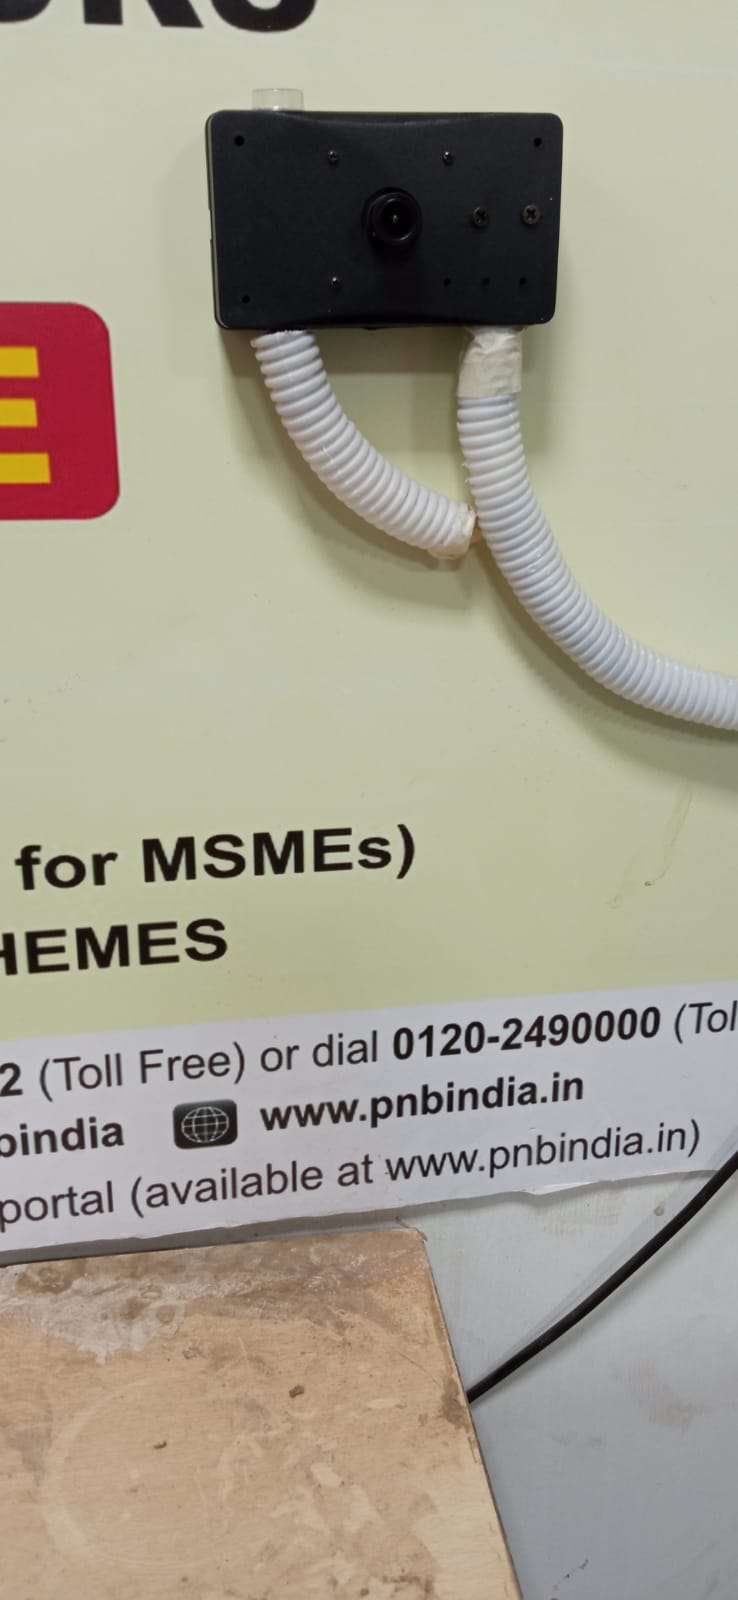 E
for MSMEs)
HEMES
2 (Toll Free) or dial 0120-2490000 (Tol
bindia www.pnbindia.in
portal (available at www.pnbindia.in)